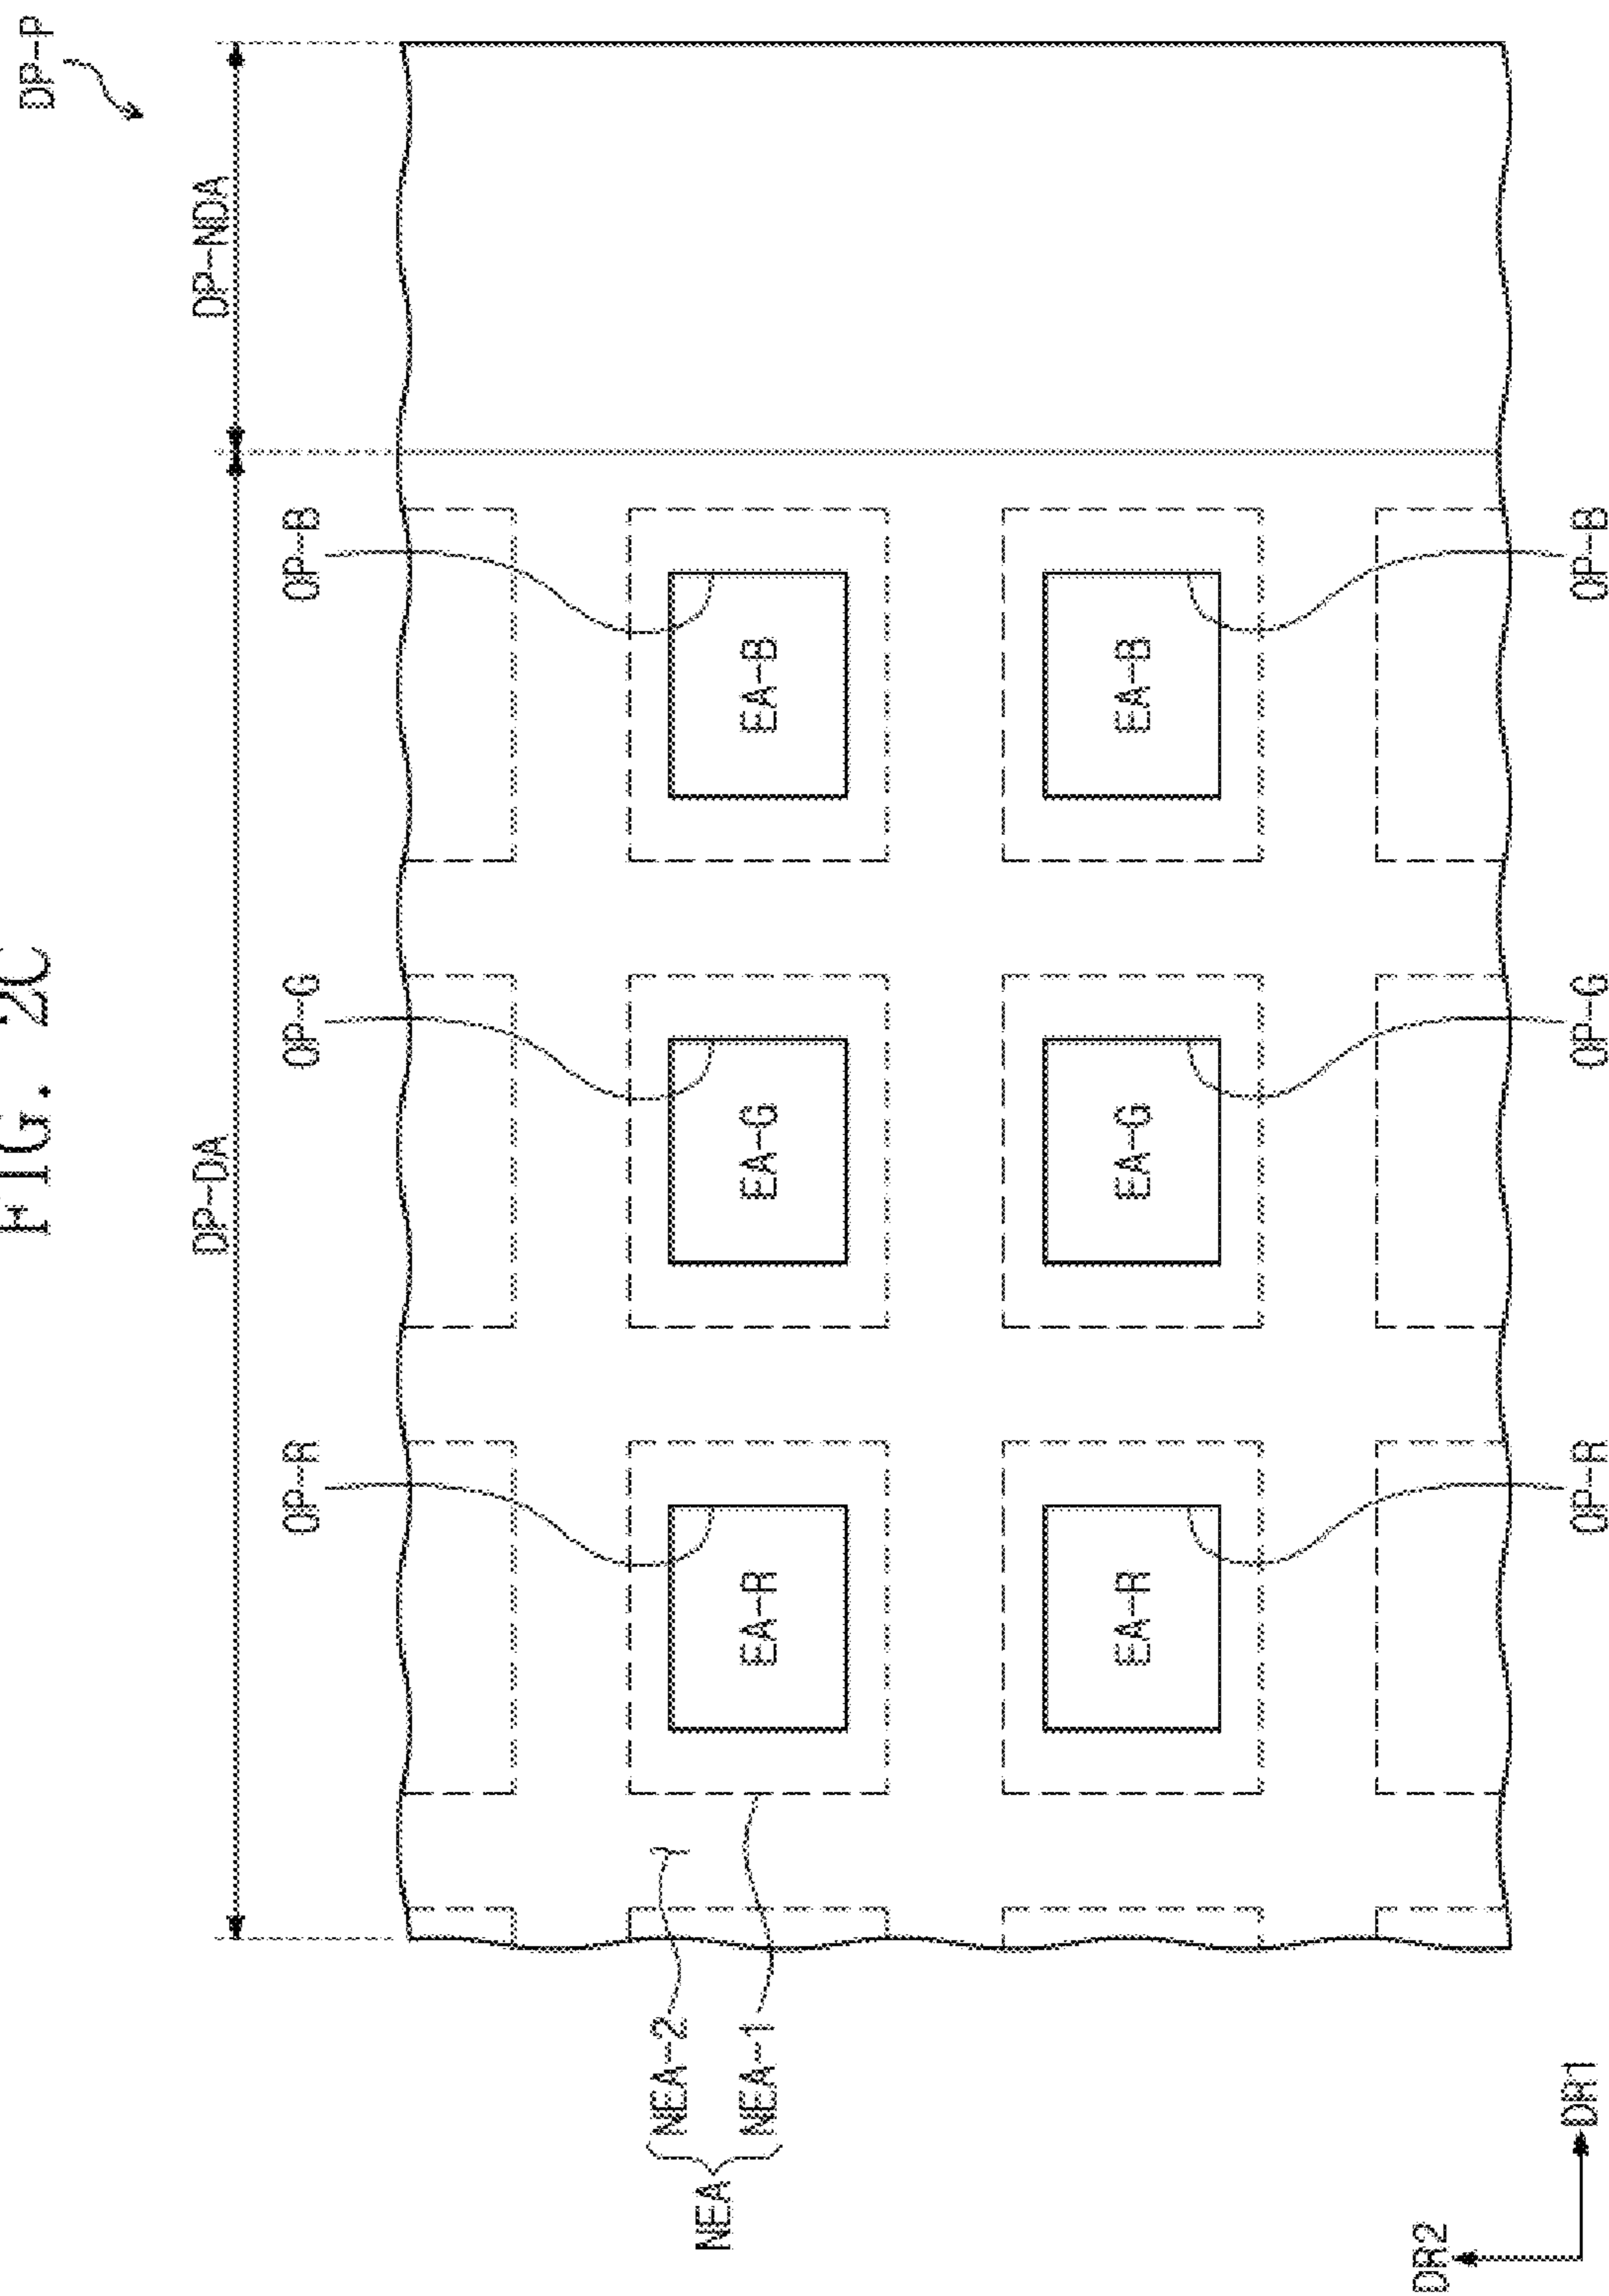 FIG. 2C
DP-P
DP-DA
DP-NDA
OP-R
OP-G
OP-B
NEA-2
NEA
NEA-1
EA-R
EA-G
EA-B
EA-R
EA-G
EA-B
DR2
DR1
OP-R
OP-G
OP-B